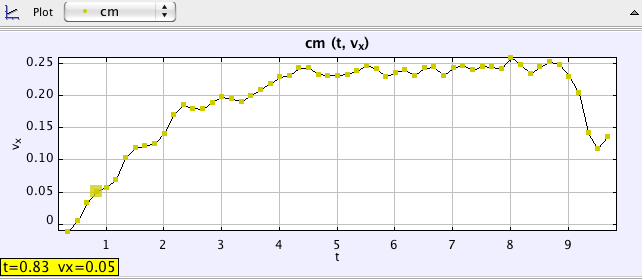 Plot cm
cm (t, vx)
0.25
0.20
0.15
0.10
0.05
0
vx
1 2 3 4 5 6 7 8 9
t
t=0.83 vx=0.05